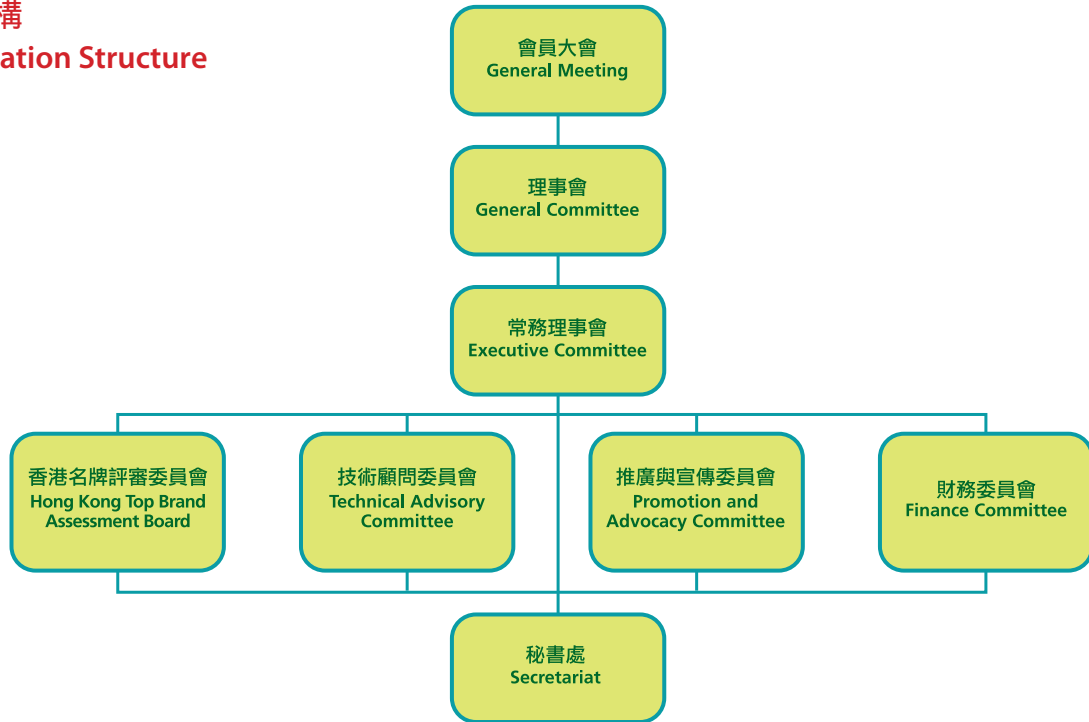 構
ation Structure
會員大會
General Meeting
理事會
General Committee
常務理事會
Executive Committee
香港名牌評審委員會
Hong Kong Top Brand
Assessment Board
技術顧問委員會
Technical Advisory
Committee
推廣與宣傳委員會
Promotion and
Advocacy Committee
財務委員會
Finance Committee
秘書處
Secretariat